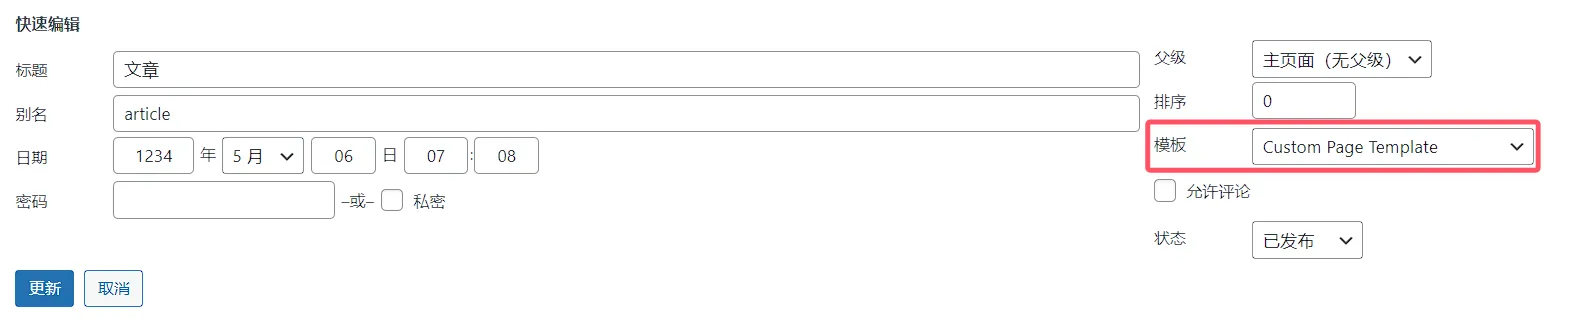 快速编辑
标题 文章
别名 article
日期 1234 年 5 月 06 日 07 : 08
密码 –或– 私密
父级 主页面（无父级）
排序 0
模板 Custom Page Template
允许评论
状态 已发布
更新 取消